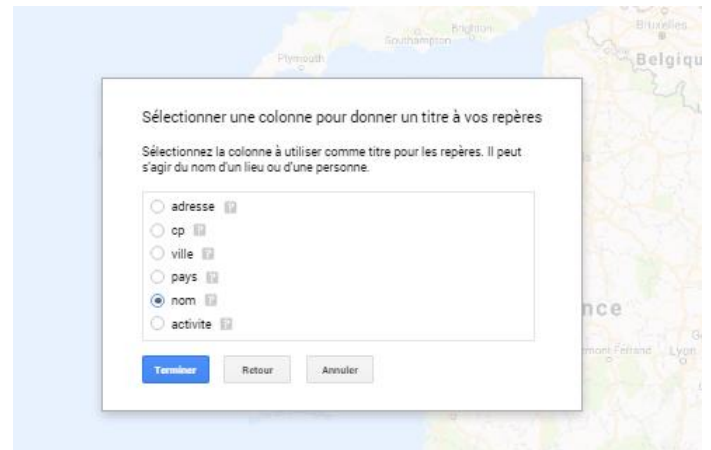 Brighton
Bruxelles
Southampton
Plymouth
Belgiqu
Sélectionner une colonne pour donner un titre à vos repères
Sélectionnez la colonne à utiliser comme titre pour les repères. Il peut
s'agir du nom d'un lieu ou d'une personne.
adresse
cp
ville
pays
nom
nce
activite
mont-Ferrand Lyon
Terminer Retour Annuler